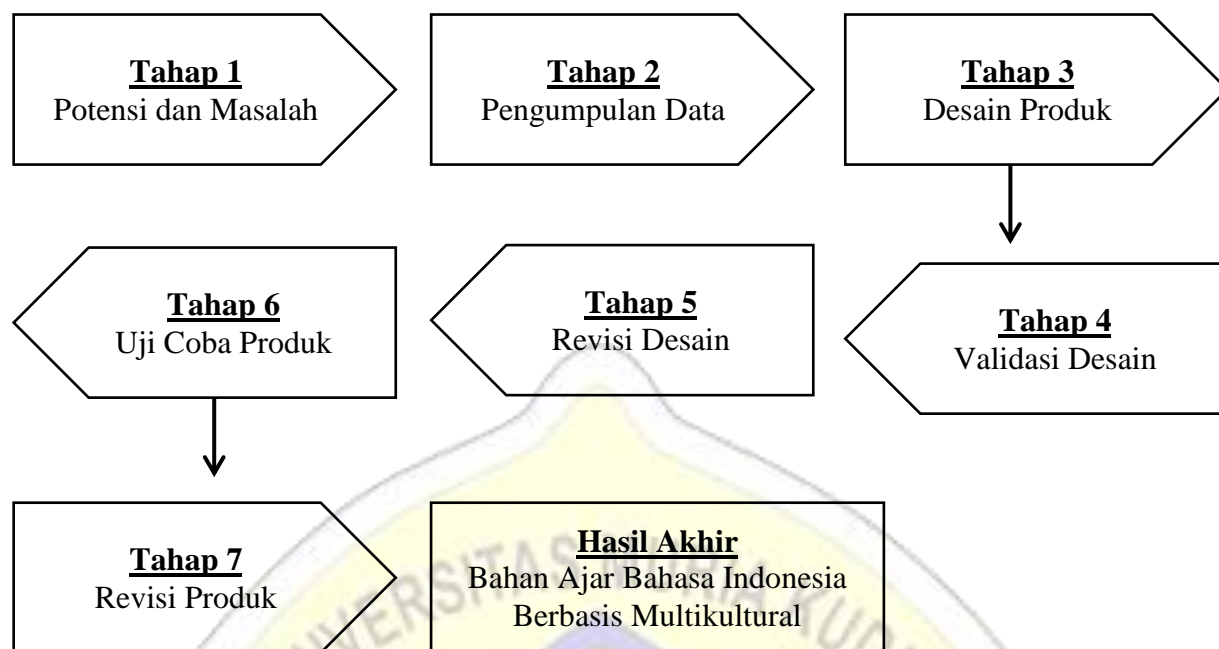 Tahap 1
Potensi dan Masalah
Tahap 2
Pengumpulan Data
Tahap 3
Desain Produk
Tahap 4
Validasi Desain
Tahap 5
Revisi Desain
Tahap 6
Uji Coba Produk
Tahap 7
Revisi Produk
Hasil Akhir
Bahan Ajar Bahasa Indonesia
Berbasis Multikultural